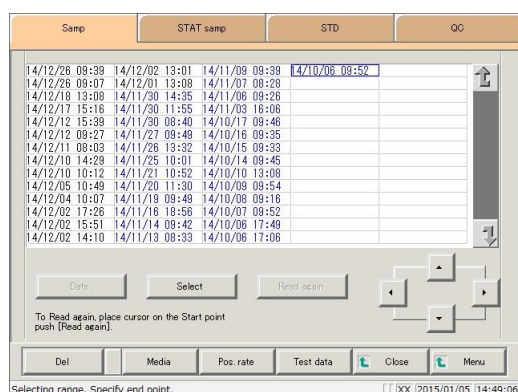 Samp STAT samp STD QC
14/12/26 09:39 14/12/02 13:01 14/11/09 09:39 14/10/06 09:52
14/12/26 09:07 14/12/01 13:08 14/11/07 08:28
14/12/18 13:08 14/11/30 14:35 14/11/06 09:26
14/12/17 15:16 14/11/30 11:55 14/11/03 16:06
14/12/12 15:39 14/11/30 08:40 14/10/17 09:46
14/12/12 09:27 14/11/27 09:49 14/10/16 09:35
14/12/11 08:03 14/11/26 13:32 14/10/15 09:33
14/12/10 14:29 14/11/25 10:01 14/10/14 09:45
14/12/10 10:12 14/11/21 10:52 14/10/10 13:08
14/12/05 10:49 14/11/20 11:30 14/10/09 09:54
14/12/04 10:07 14/11/19 09:49 14/10/08 09:16
14/12/02 17:26 14/11/16 18:56 14/10/07 09:52
14/12/02 15:51 14/11/14 09:42 14/10/06 17:49
14/12/02 14:10 14/11/13 08:33 14/10/06 17:06
Date Select Read again
To Read again, place cursor on the Start point
push [Read again].
Del Media Pos. rate Test data Close Menu
Selecting range. Specify end point. XX 2015/01/05 14:49:06